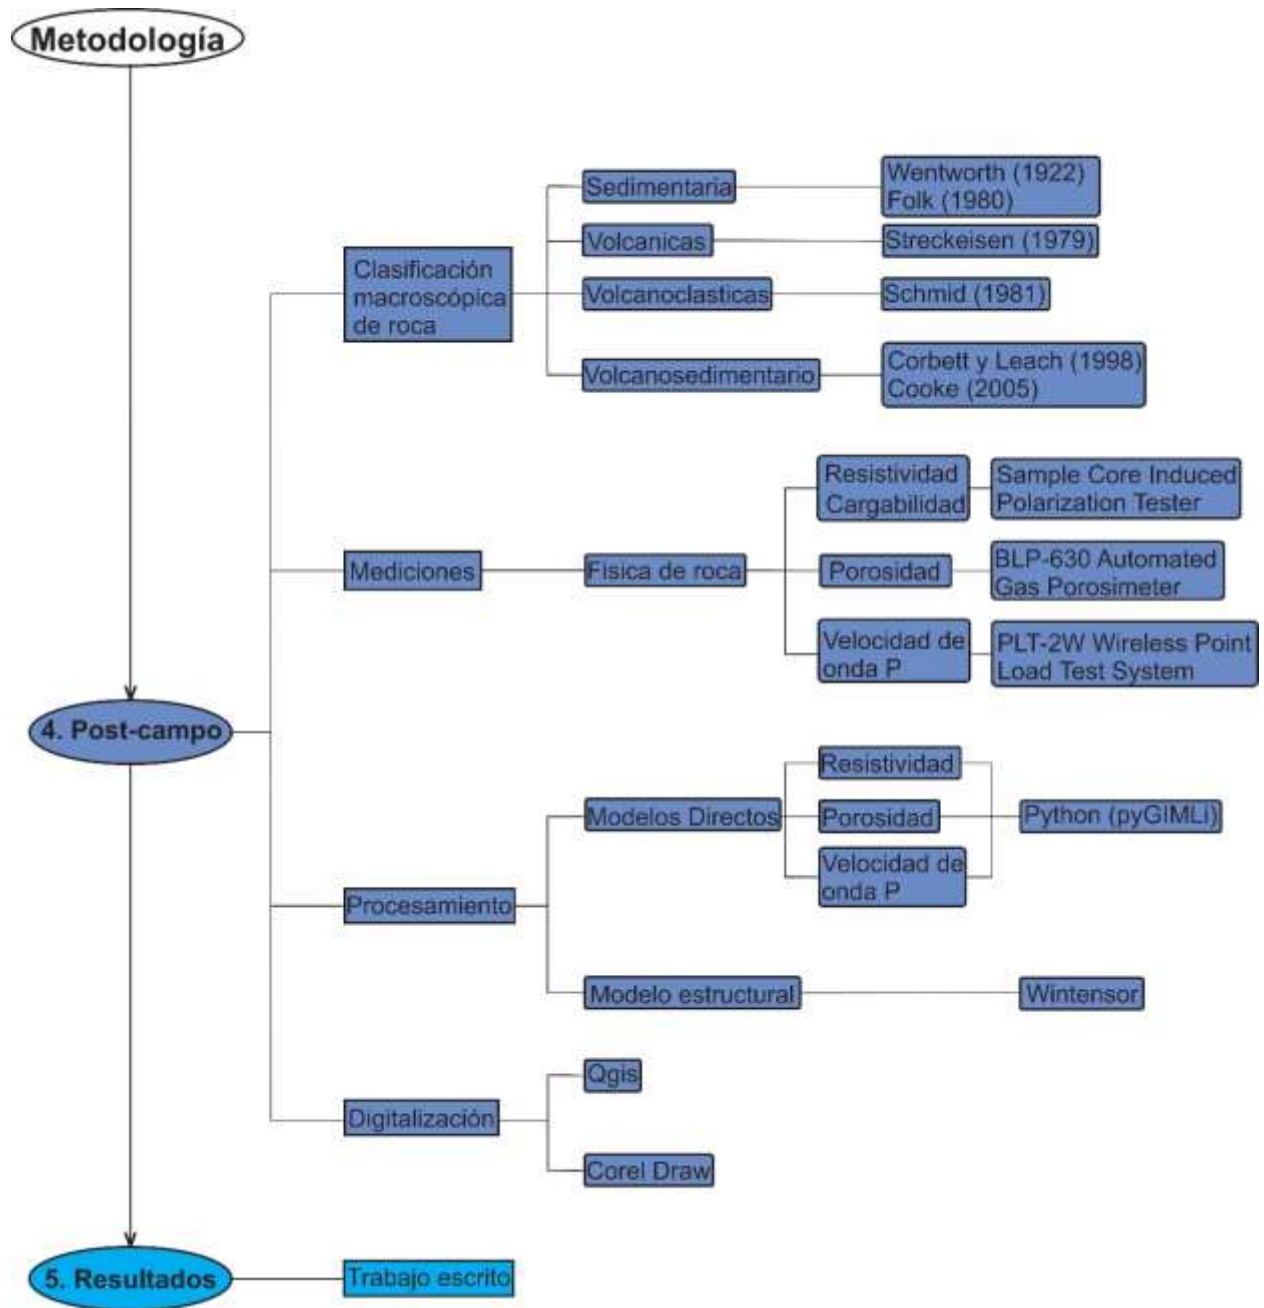 Metodología
Sedimentaria
Wentworth (1922)
Folk (1980)
Volcanicas
Streckeisen (1979)
Clasificación
macroscópica
de roca
Volcanoclasticas
Schmid (1981)
Volcanosedimentario
Corbett y Leach (1998)
Cooke (2005)
Resistividad
Cargabilidad
Sample Core Induced
Polarization Tester
Mediciones
Fisica de roca
Porosidad
BLP-630 Automated
Gas Porosimeter
Velocidad de
onda P
PLT-2W Wireless Point
Load Test System
4. Post-campo
Resistividad
Modelos Directos
Porosidad
Python (pyGIMLi)
Velocidad de
onda P
Procesamiento
Modelo estructural
Wintensor
Qgis
Digitalización
Corel Draw
5. Resultados
Trabajo escrito